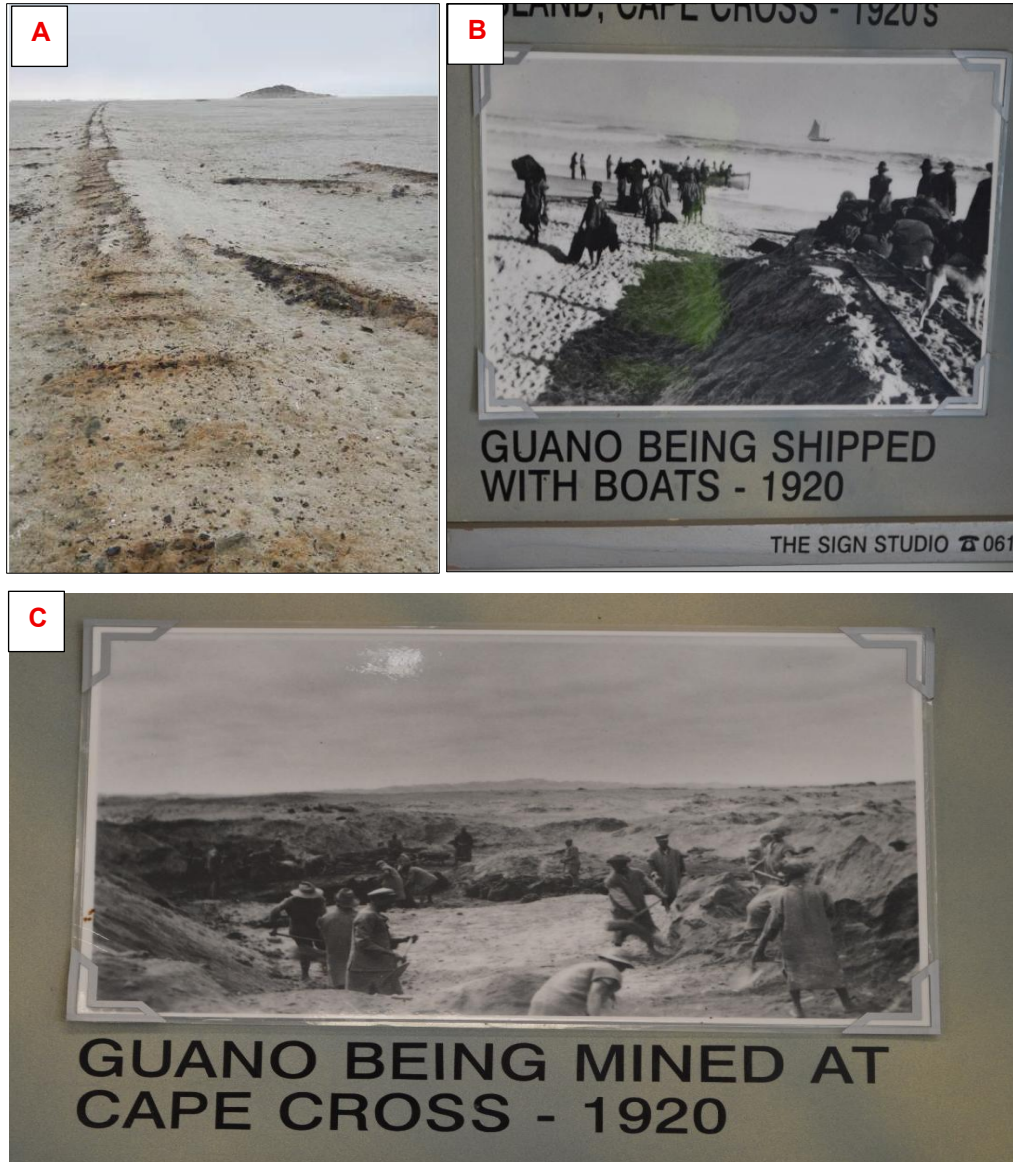 A
B
ISLAND, CAPE CROSS - 1920'S
GUANO BEING SHIPPED
WITH BOATS - 1920
THE SIGN STUDIO ☎ 061
C
GUANO BEING MINED AT
CAPE CROSS - 1920